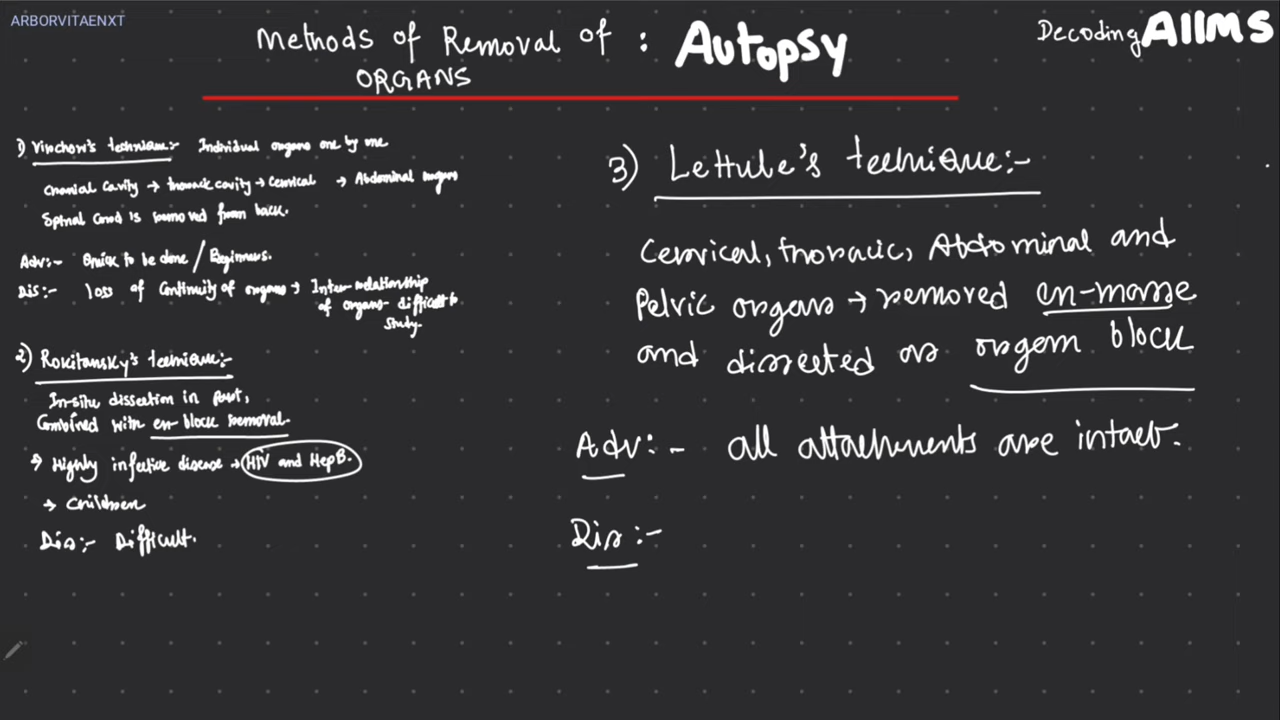 ARBORVITAENXT
Methods of Removal of : Autopsy
ORGANS
Decoding AIIMS
1) Virchow's technique:- Individual organs one by one
Cranial Cavity → thoracic cavity → Cervical → Abdominal organs
Spinal Cord is removed from back.
Adv:- Quick to be done / Beginners.
Dis:- loss of Continuity of organs → Inter-relationship
of organs- difficult to
study.
2) Rokitansky's technique:-
In-situ dissection in part,
Combined with en-block removal.
→ Highly infective disease → HIV and HepB.
→ Children
Dis:- Difficult.
3) Lettule's technique:-
Cervical, thoracic, Abdominal and
Pelvic organs → removed en-masse
and dissected as organ block
Adv:- all attachments are intact.
Dis:-